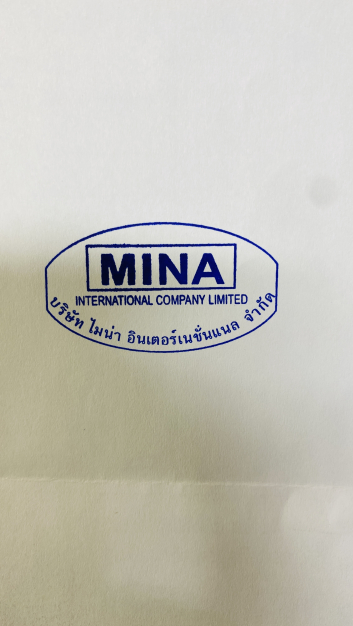 MINA
INTERNATIONAL COMPANY LIMITED
บริษัท ไมน่า อินเตอร์เนชั่นแนล จำกัด